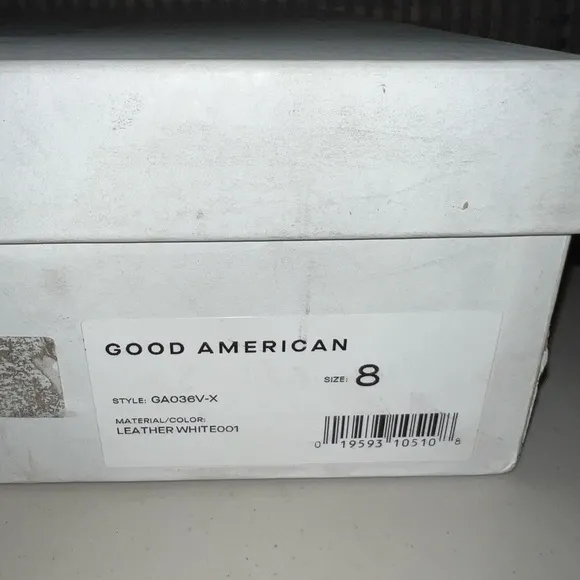 GOOD AMERICAN
SIZE: 8
STYLE: GA036V-X
MATERIAL/COLOR:
LEATHER WHITE001
0 19593 10510 8